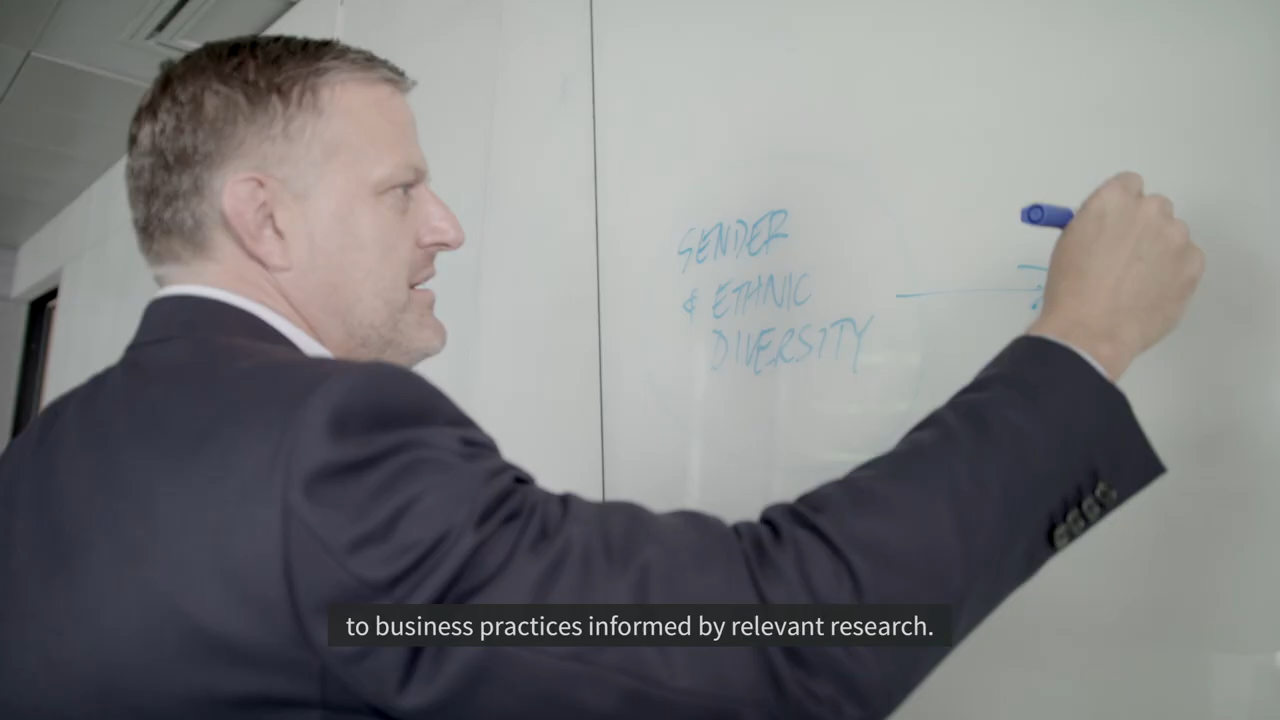 GENDER
& ETHNIC
DIVERSITY
to business practices informed by relevant research.